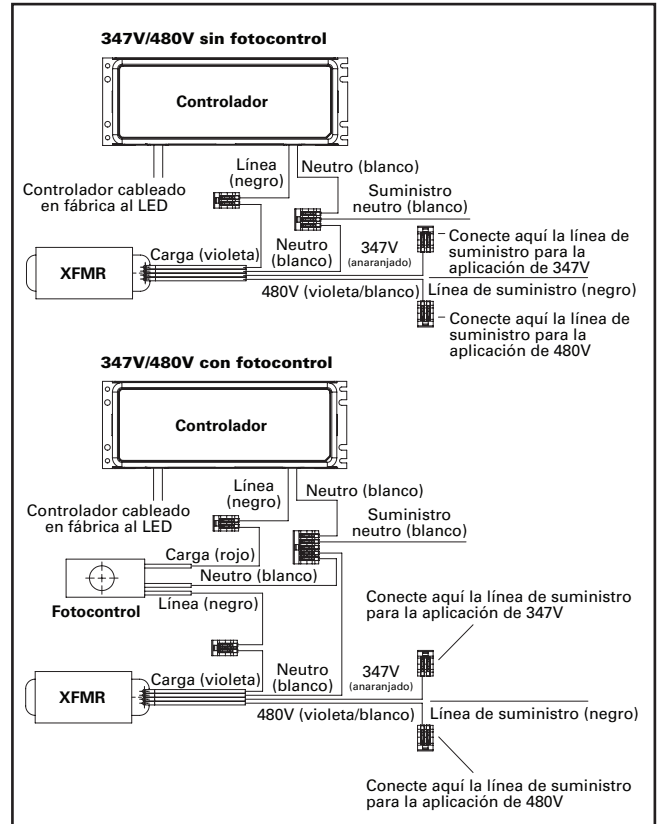 347V/480V sin fotocontrol
Controlador
Línea
(negro)
Neutro (blanco)
Controlador cableado
en fábrica al LED
Suministro
neutro (blanco)
Carga (violeta)
Neutro
(blanco)
347V
(anaranjado)
Conecte aquí la línea de
suministro para la
aplicación de 347V
XFMR
480V (violeta/blanco)
Línea de suministro (negro)
Conecte aquí la línea de
suministro para la
aplicación de 480V
347V/480V con fotocontrol
Controlador
Línea
(negro)
Neutro (blanco)
Controlador cableado
en fábrica al LED
Suministro
neutro (blanco)
Carga (rojo)
Neutro (blanco)
Fotocontrol
Línea (negro)
Conecte aquí la línea de suministro
para la aplicación de 347V
Carga (violeta)
Neutro
(blanco)
347V
(anaranjado)
XFMR
480V (violeta/blanco)
Línea de suministro (negro)
Conecte aquí la línea de suministro
para la aplicación de 480V